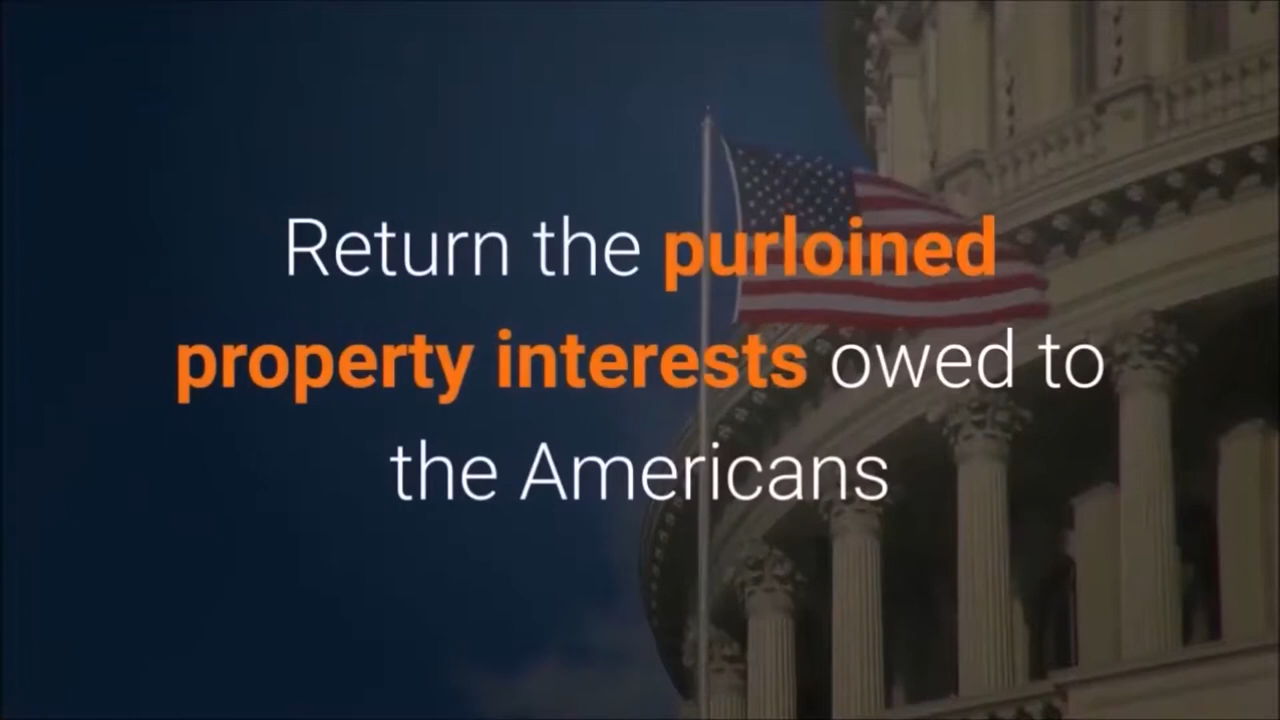 Return the purloined
property interests owed to
the Americans